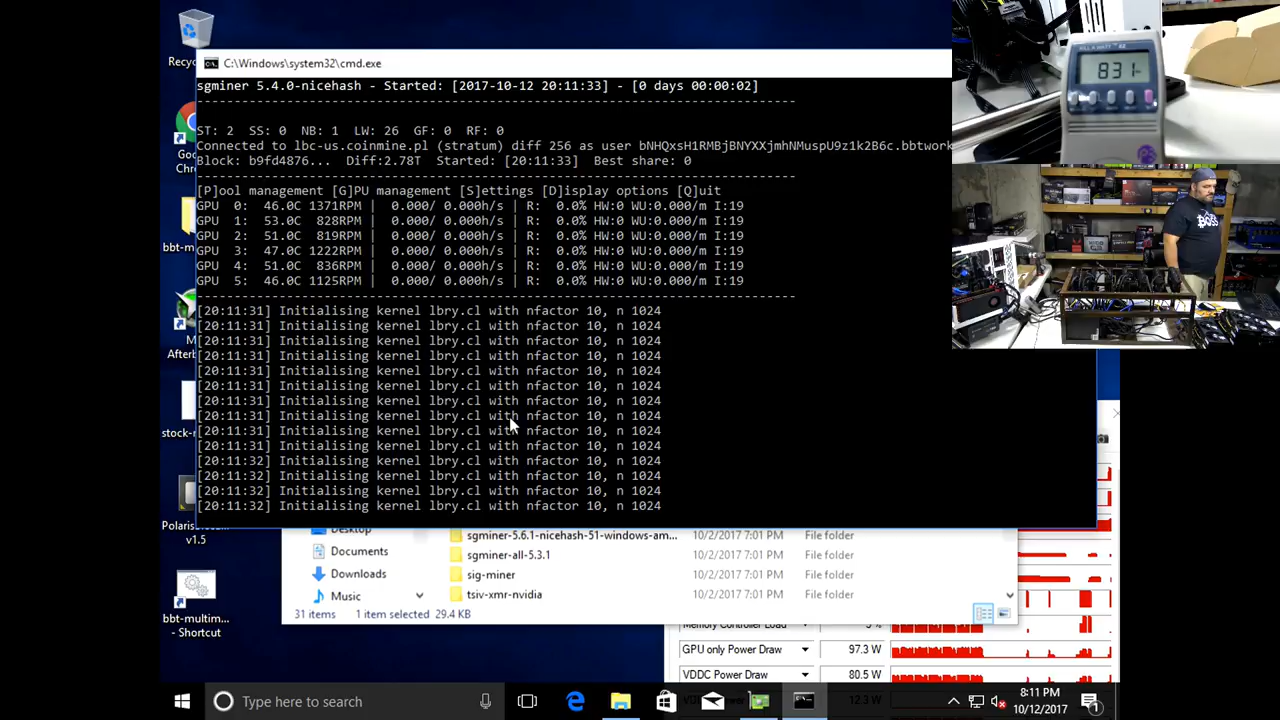 Recyc
C:\Windows\system32\cmd.exe
sgminer 5.4.0-nicehash - Started: [2017-10-12 20:11:33] - [0 days 00:00:02]
ST: 2 SS: 0 NB: 1 LW: 26 GF: 0 RF: 0
Connected to lbc-us.coinmine.pl (stratum) diff 256 as user bNHQxsH1RMBjBNYXXjmhNMuspU9z1k2B6c.bbtwork
Block: b9fd4876... Diff:2.78T Started: [20:11:33] Best share: 0
[P]ool management [G]PU management [S]ettings [D]isplay options [Q]uit
GPU 0: 46.0C 1371RPM | 0.000/ 0.000h/s | R: 0.0% HW:0 WU:0.000/m I:19
GPU 1: 53.0C 828RPM | 0.000/ 0.000h/s | R: 0.0% HW:0 WU:0.000/m I:19
GPU 2: 51.0C 819RPM | 0.000/ 0.000h/s | R: 0.0% HW:0 WU:0.000/m I:19
GPU 3: 47.0C 1222RPM | 0.000/ 0.000h/s | R: 0.0% HW:0 WU:0.000/m I:19
GPU 4: 51.0C 836RPM | 0.000/ 0.000h/s | R: 0.0% HW:0 WU:0.000/m I:19
GPU 5: 46.0C 1125RPM | 0.000/ 0.000h/s | R: 0.0% HW:0 WU:0.000/m I:19
[20:11:31] Initialising kernel lbry.cl with nfactor 10, n 1024
[20:11:31] Initialising kernel lbry.cl with nfactor 10, n 1024
[20:11:31] Initialising kernel lbry.cl with nfactor 10, n 1024
[20:11:31] Initialising kernel lbry.cl with nfactor 10, n 1024
[20:11:31] Initialising kernel lbry.cl with nfactor 10, n 1024
[20:11:31] Initialising kernel lbry.cl with nfactor 10, n 1024
[20:11:31] Initialising kernel lbry.cl with nfactor 10, n 1024
[20:11:31] Initialising kernel lbry.cl with nfactor 10, n 1024
[20:11:31] Initialising kernel lbry.cl with nfactor 10, n 1024
[20:11:31] Initialising kernel lbry.cl with nfactor 10, n 1024
[20:11:32] Initialising kernel lbry.cl with nfactor 10, n 1024
[20:11:32] Initialising kernel lbry.cl with nfactor 10, n 1024
[20:11:32] Initialising kernel lbry.cl with nfactor 10, n 1024
[20:11:32] Initialising kernel lbry.cl with nfactor 10, n 1024
831
BOSS
Goo
Ch
bbt-m
M
Afterb
stock-r
Polaris
v1.5
bbt-multim...
- Shortcut
Desktop
Documents
Downloads
Music
sgminer-5.6.1-nicehash-51-windows-am... 10/2/2017 7:01 PM File folder
sgminer-all-5.3.1 10/2/2017 7:01 PM File folder
sig-miner 10/2/2017 7:01 PM File folder
tsiv-xmr-nvidia 10/2/2017 7:01 PM File folder
31 items 1 item selected 29.4 KB
Memory Controller Load 5 %
GPU only Power Draw 97.3 W
VDDC Power Draw 80.5 W
12.3 W
Type here to search
8:11 PM
10/12/2017
1